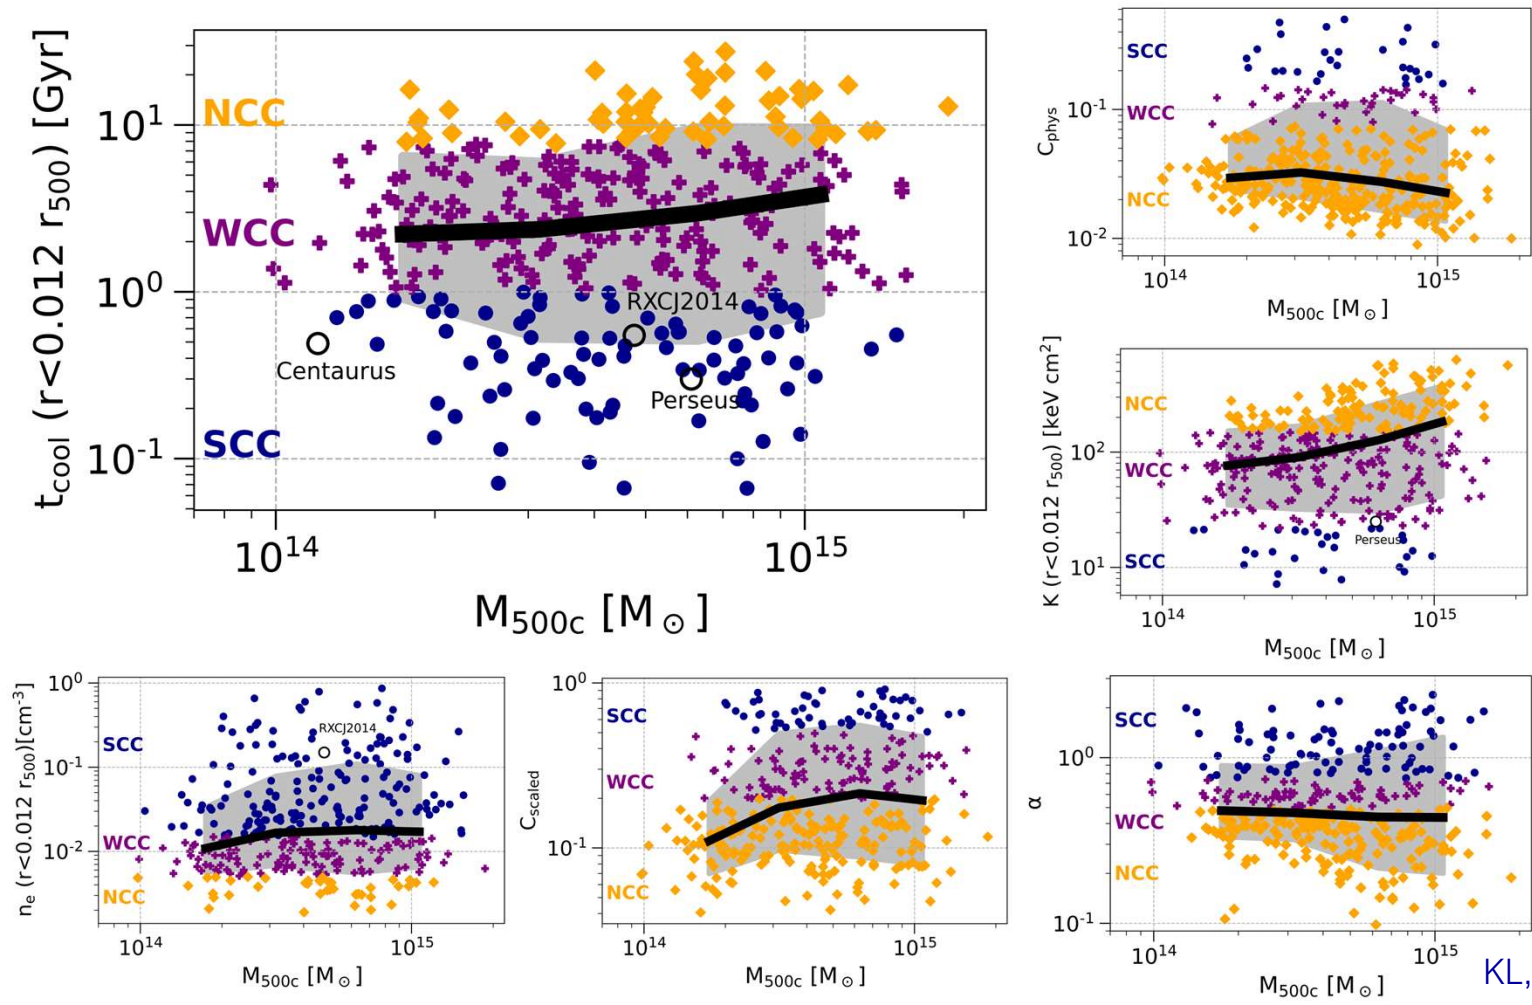 t_cool (r<0.012 r_500) [Gyr]
10^1
10^0
10^-1
NCC
WCC
SCC
RXCJ2014
Centaurus
Perseus
10^14
10^15
M_500c [M_⊙]
C_phys
10^-1
10^-2
SCC
WCC
NCC
10^14
10^15
M_500c [M_⊙]
K (r<0.012 r_500) [keV cm^2]
10^2
10^1
NCC
WCC
SCC
Perseus
10^14
10^15
M_500c [M_⊙]
n_e (r<0.012 r_500)[cm^-3]
10^0
10^-1
10^-2
SCC
WCC
NCC
RXCJ2014
10^14
10^15
M_500c [M_⊙]
C_scaled
10^0
10^-1
SCC
WCC
NCC
10^14
10^15
M_500c [M_⊙]
α
10^0
10^-1
SCC
WCC
NCC
10^14
10^15
M_500c [M_⊙]
KL,